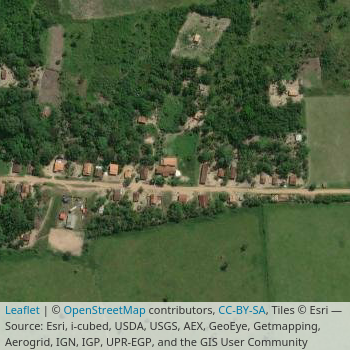 Leaflet | © OpenStreetMap contributors, CC-BY-SA, Tiles © Esri —
Source: Esri, i-cubed, USDA, USGS, AEX, GeoEye, Getmapping,
Aerogrid, IGN, IGP, UPR-EGP, and the GIS User Community